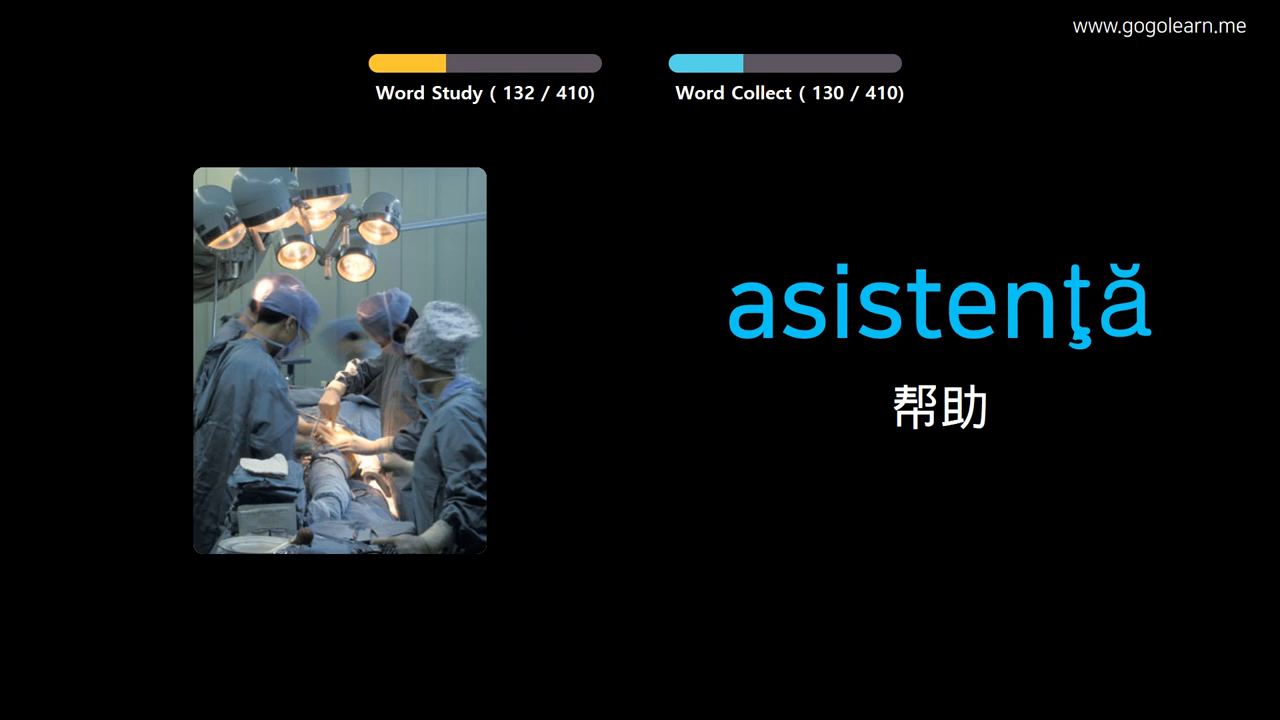 www.gogolearn.me
Word Study ( 132 / 410)
Word Collect ( 130 / 410)
asistenţă
帮助